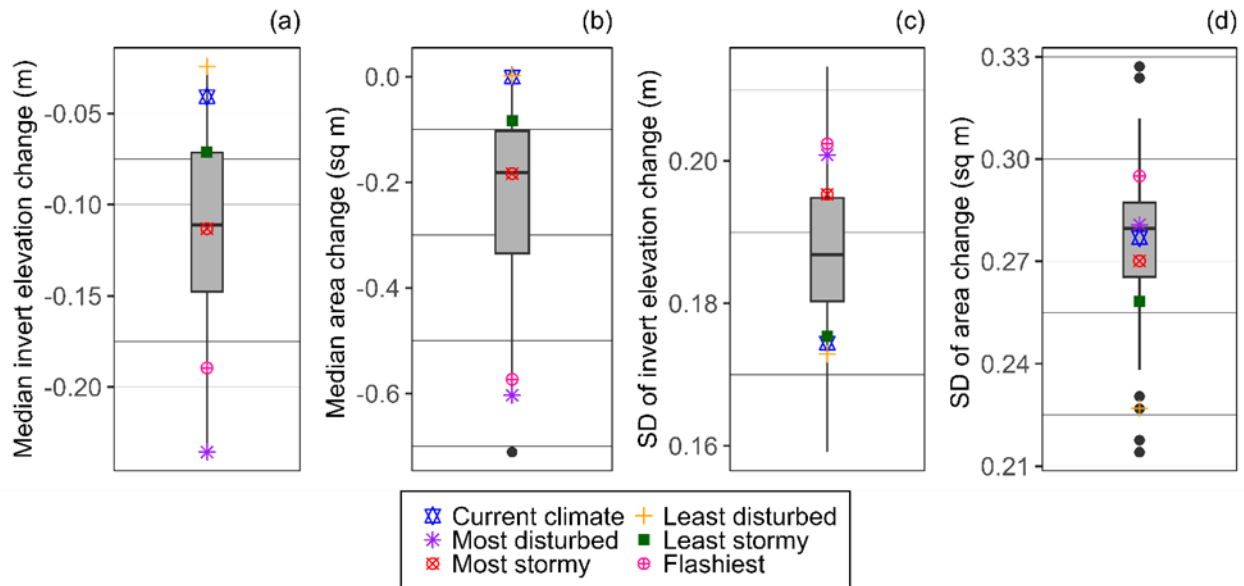 (a)
Median invert elevation change (m)
-0.05
-0.10
-0.15
-0.20
(b)
Median area change (sq m)
0.0
-0.2
-0.4
-0.6
(c)
SD of invert elevation change (m)
0.20
0.18
0.16
(d)
SD of area change (sq m)
0.33
0.30
0.27
0.24
0.21
Current climate
Least disturbed
Most disturbed
Least stormy
Most stormy
Flashiest